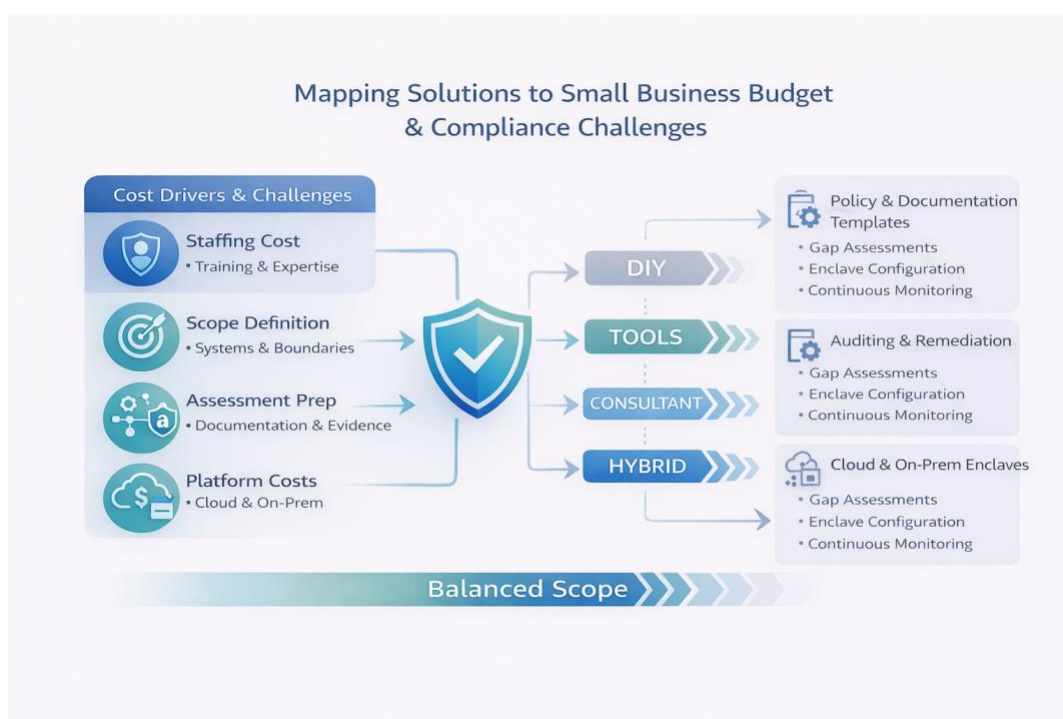 Mapping Solutions to Small Business Budget
& Compliance Challenges
Cost Drivers & Challenges
Staffing Cost
• Training & Expertise
Scope Definition
• Systems & Boundaries
a
Assessment Prep
• Documentation & Evidence
$
Platform Costs
• Cloud & On-Prem
DIY
TOOLS
CONSULTANT
HYBRID
Policy & Documentation
Templates
• Gap Assessments
• Enclave Configuration
• Continuous Monitoring
Auditing & Remediation
• Gap Assessments
• Enclave Configuration
• Continuous Monitoring
Cloud & On-Prem Enclaves
• Gap Assessments
• Enclave Configuration
• Continuous Monitoring
Balanced Scope